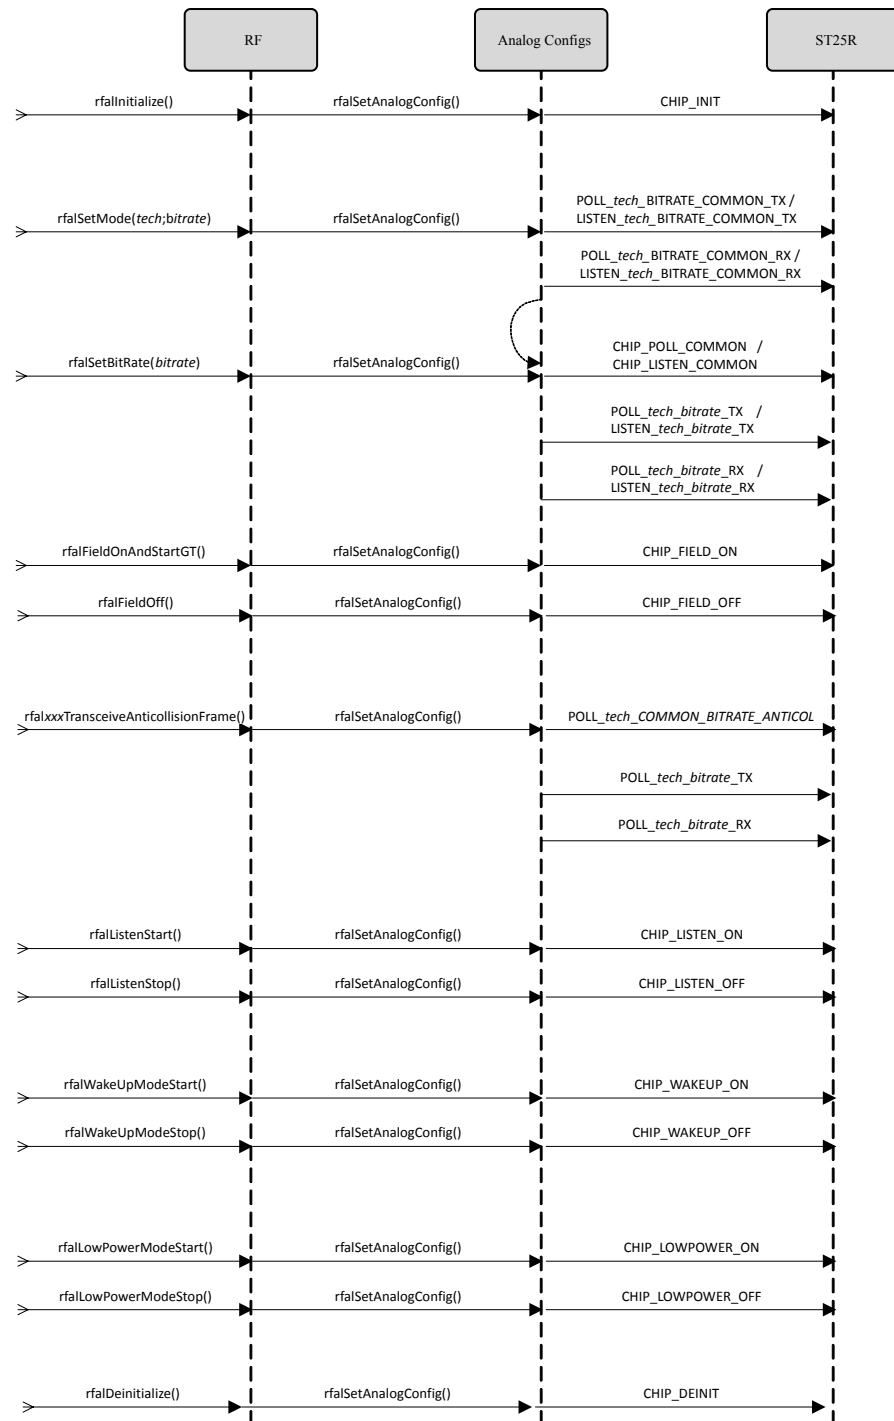 RF
Analog Configs
ST25R
rfalInitialize()
rfalSetAnalogConfig()
CHIP_INIT
rfalSetMode(tech;bitrate)
rfalSetAnalogConfig()
POLL_tech_BITRATE_COMMON_TX /
LISTEN_tech_BITRATE_COMMON_TX
POLL_tech_BITRATE_COMMON_RX /
LISTEN_tech_BITRATE_COMMON_RX
rfalSetBitRate(bitrate)
rfalSetAnalogConfig()
CHIP_POLL_COMMON /
CHIP_LISTEN_COMMON
POLL_tech_bitrate_TX /
LISTEN_tech_bitrate_TX
POLL_tech_bitrate_RX /
LISTEN_tech_bitrate_RX
rfalFieldOnAndStartGT()
rfalSetAnalogConfig()
CHIP_FIELD_ON
rfalFieldOff()
rfalSetAnalogConfig()
CHIP_FIELD_OFF
rfalxxxTransceiveAnticollisionFrame()
rfalSetAnalogConfig()
POLL_tech_COMMON_BITRATE_ANTICOL
POLL_tech_bitrate_TX
POLL_tech_bitrate_RX
rfalListenStart()
rfalSetAnalogConfig()
CHIP_LISTEN_ON
rfalListenStop()
rfalSetAnalogConfig()
CHIP_LISTEN_OFF
rfalWakeUpModeStart()
rfalSetAnalogConfig()
CHIP_WAKEUP_ON
rfalWakeUpModeStop()
rfalSetAnalogConfig()
CHIP_WAKEUP_OFF
rfalLowPowerModeStart()
rfalSetAnalogConfig()
CHIP_LOWPOWER_ON
rfalLowPowerModeStop()
rfalSetAnalogConfig()
CHIP_LOWPOWER_OFF
rfalDeinitialize()
rfalSetAnalogConfig()
CHIP_DEINIT